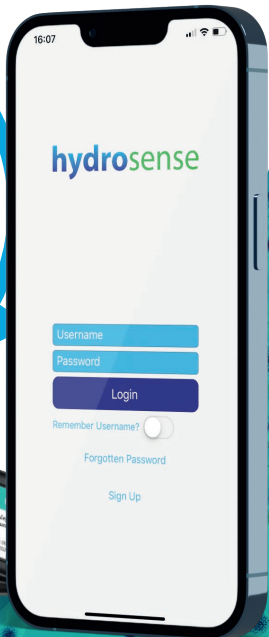 16:07
hydrosense
Username
Password
Login
Remember Username?
Forgotten Password
Sign Up